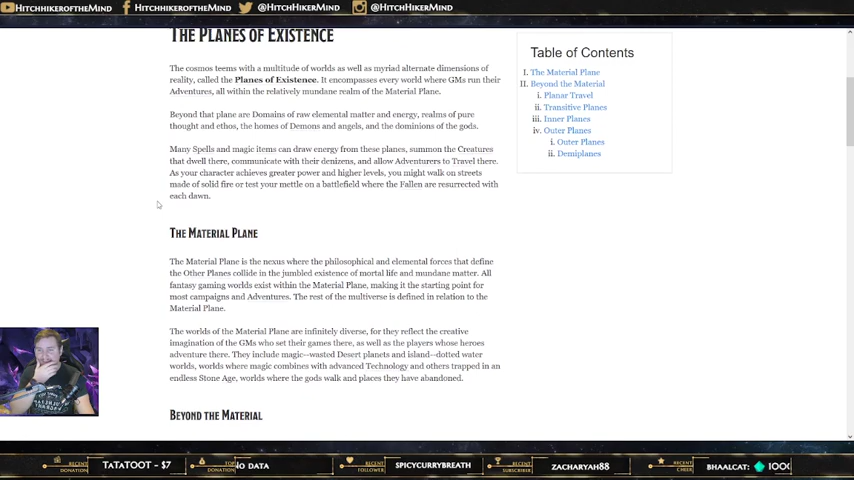 HITCHHIKEROFTHEMIND
HITCHHIKEROFTHEMIND
@HITCHHIKERMIND
@HITCHHIKERMIND
THE PLANES OF EXISTENCE
The cosmos teems with a multitude of worlds as well as myriad alternate dimensions of
reality, called the Planes of Existence. It encompasses every world where GMs run their
Adventures, all within the relatively mundane realm of the Material Plane.
Beyond that plane are Domains of raw elemental matter and energy, realms of pure
thought and ethos, the homes of Demons and angels, and the dominions of the gods.
Many Spells and magic items can draw energy from these planes, summon the Creatures
that dwell there, communicate with their denizens, and allow Adventurers to Travel there.
As your character achieves greater power and higher levels, you might walk on streets
made of solid fire or test your mettle on a battlefield where the Fallen are resurrected with
each dawn.
THE MATERIAL PLANE
The Material Plane is the nexus where the philosophical and elemental forces that define
the Other Planes collide in the jumbled existence of mortal life and mundane matter. All
fantasy gaming worlds exist within the Material Plane, making it the starting point for
most campaigns and Adventures. The rest of the multiverse is defined in relation to the
Material Plane.
The worlds of the Material Plane are infinitely diverse, for they reflect the creative
imagination of the GMs who set their games there, as well as the players whose heroes
adventure there. They include magic--wasted Desert planets and island--dotted water
worlds, worlds where magic combines with advanced Technology and others trapped in an
endless Stone Age, worlds where the gods walk and places they have abandoned.
BEYOND THE MATERIAL
Table of Contents
I. The Material Plane
II. Beyond the Material
i. Planar Travel
ii. Transitive Planes
iii. Inner Planes
iv. Outer Planes
i. Outer Planes
ii. Demiplanes
RECENT
DONATION
TATATOOT - $7
TOP
DONATION
NO DATA
RECENT
FOLLOWER
SPICYCURRYBREATH
RECENT
SUBSCRIBER
ZACHARYAH88
RECENT
CHEER
BHAALCAT: